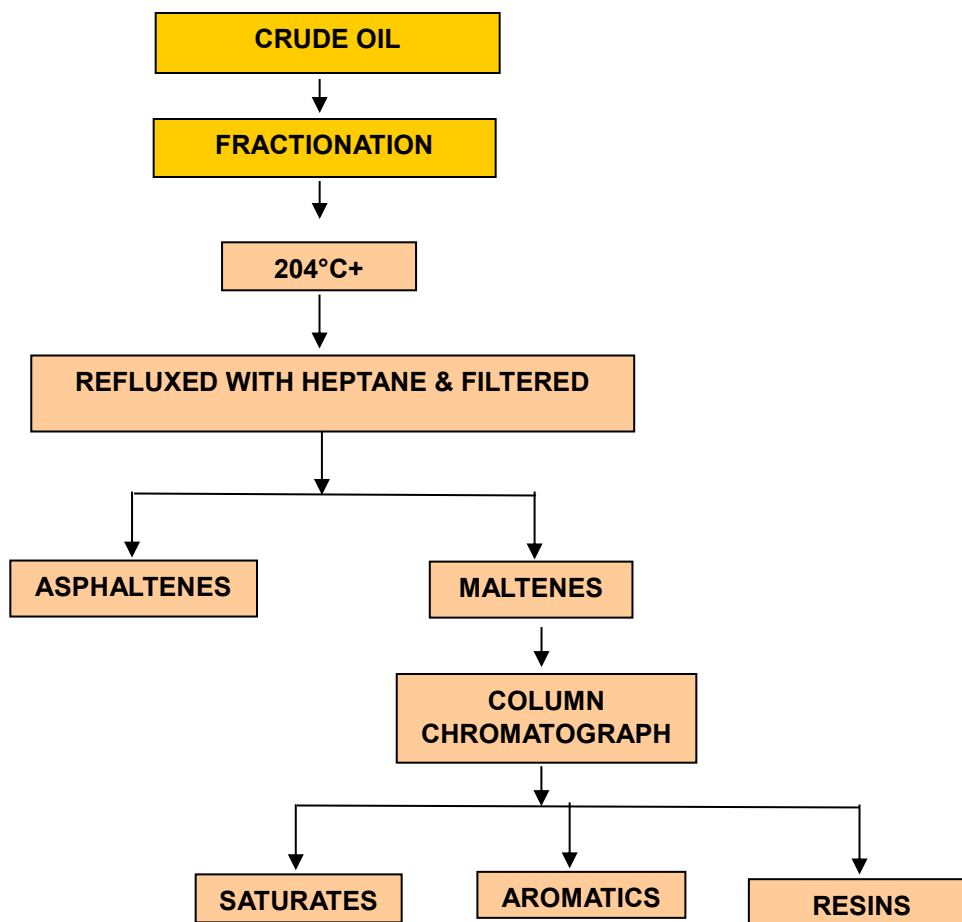 CRUDE OIL
FRACTIONATION
204°C+
REFLUXED WITH HEPTANE & FILTERED
ASPHALTENES
MALTENES
COLUMN
CHROMATOGRAPH
SATURATES
AROMATICS
RESINS